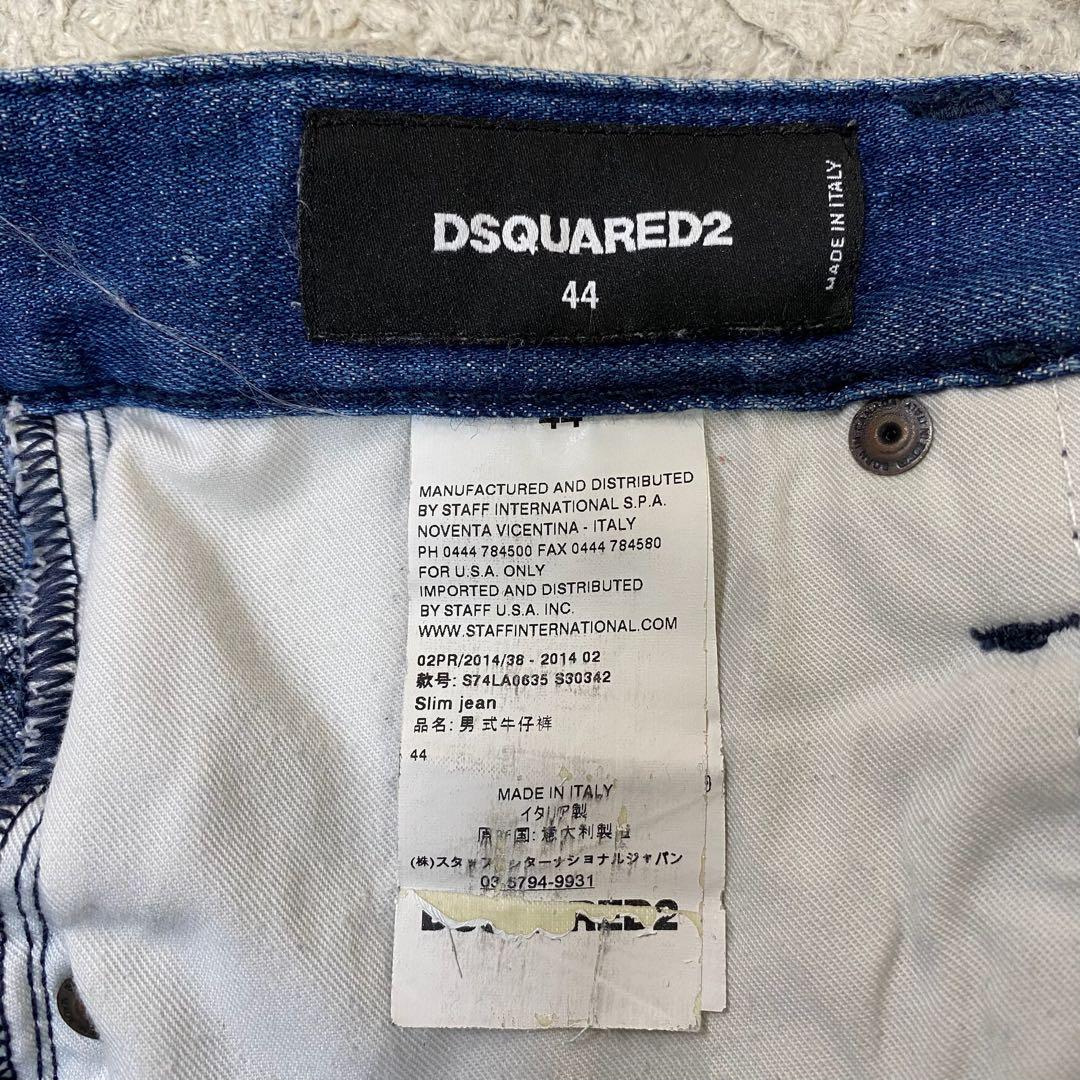 DSQUARED2
44
MADE IN ITALY
44
MANUFACTURED AND DISTRIBUTED
BY STAFF INTERNATIONAL S.P.A.
NOVENTA VICENTINA - ITALY
PH 0444 784500 FAX 0444 784580
FOR U.S.A. ONLY
IMPORTED AND DISTRIBUTED
BY STAFF U.S.A. INC.
WWW.STAFFINTERNATIONAL.COM
02PR/2014/38 - 2014 02
款号: S74LA0635 S30342
Slim jean
品名: 男式牛仔裤
44
MADE IN ITALY
イタリア製
意大利製
(株)スタッフ インターナショナルジャパン
03 5794-9931